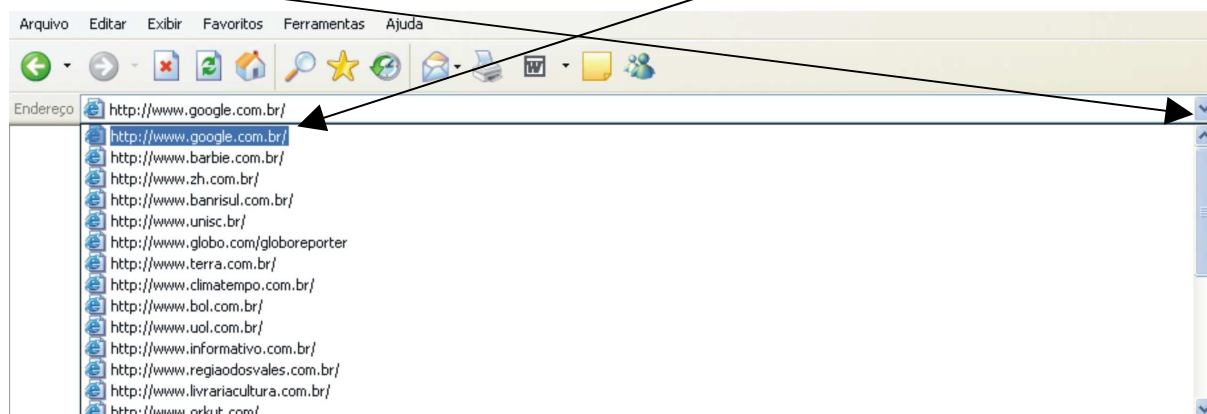 Arquivo Editar Exibir Favoritos Ferramentas Ajuda
Endereço http://www.google.com.br/
http://www.google.com.br/
http://www.barbie.com.br/
http://www.zh.com.br/
http://www.banrisul.com.br/
http://www.unisc.br/
http://www.globo.com/globoreporter
http://www.terra.com.br/
http://www.climatempo.com.br/
http://www.bol.com.br/
http://www.uol.com.br/
http://www.informativo.com.br/
http://www.regiaodosvales.com.br/
http://www.livrariacultura.com.br/
http://www.orkut.com/